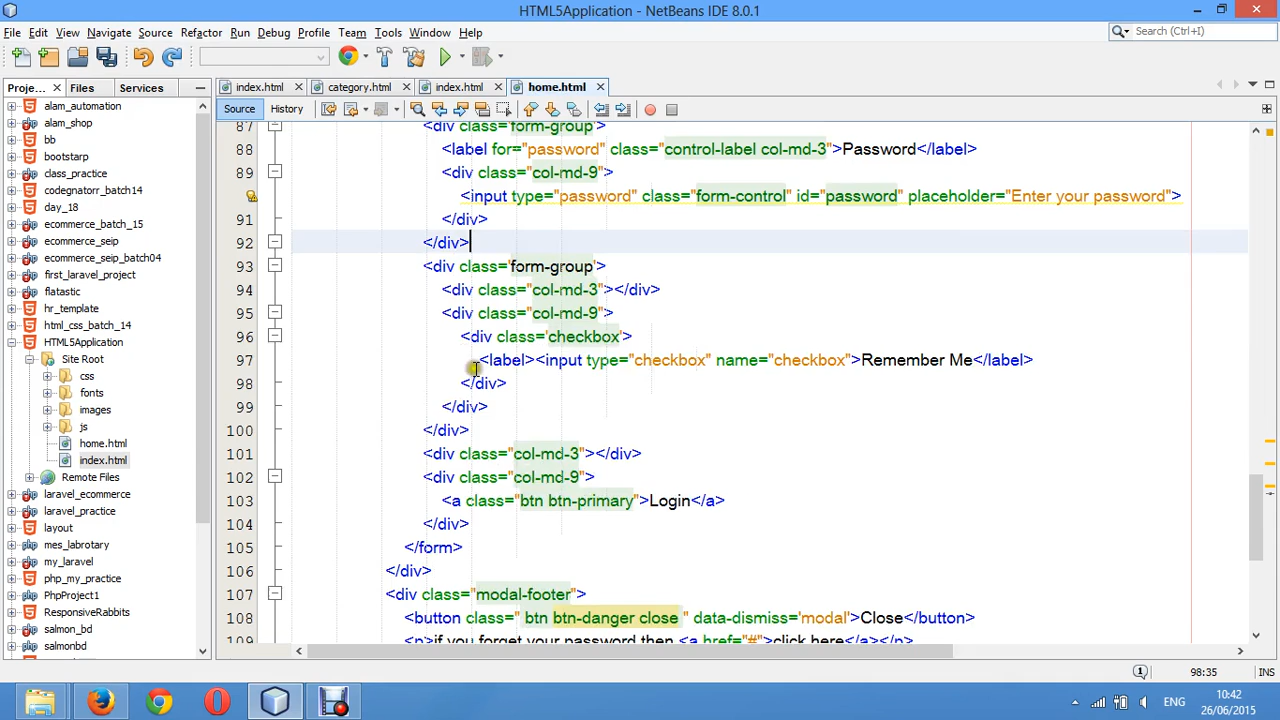 HTML5Application - NetBeans IDE 8.0.1
File Edit View Navigate Source Refactor Run Debug Profile Team Tools Window Help
Search (Ctrl+I)
Proje... Files Services
index.html category.html index.html home.html
Source History
alam_automation
alam_shop
bb
bootstarp
class_practice
codegnatorr_batch14
day_18
ecommerce_batch_15
ecommerce_seip
ecommerce_seip_batch04
first_laravel_project
flatastic
hr_template
html_css_batch_14
HTML5Application
Site Root
css
fonts
images
js
home.html
index.html
Remote Files
laravel_ecommerce
laravel_practice
layout
mes_labrotary
my_laravel
php_my_practice
PhpProject1
ResponsiveRabbits
salmon_bd
salmonbd
87 <div class='form-group'>
88 <label for="password" class="control-label col-md-3">Password</label>
89 <div class="col-md-9">
<input type="password" class="form-control" id="password" placeholder="Enter your password">
91 </div>
92 </div>
93 <div class='form-group'>
94 <div class="col-md-3"></div>
95 <div class="col-md-9">
96 <div class='checkbox'>
97 <label><input type="checkbox" name="checkbox">Remember Me</label>
98 </div>
99 </div>
100 </div>
101 <div class="col-md-3"></div>
102 <div class="col-md-9">
103 <a class="btn btn-primary">Login</a>
104 </div>
105 </form>
106 </div>
107 <div class="modal-footer">
108 <button class=" btn btn-danger close " data-dismiss='modal'>Close</button>
109 <p>if you forget your password then <a href="#">click here</a></p>
1 98:35 INS
ENG 10:42
26/06/2015